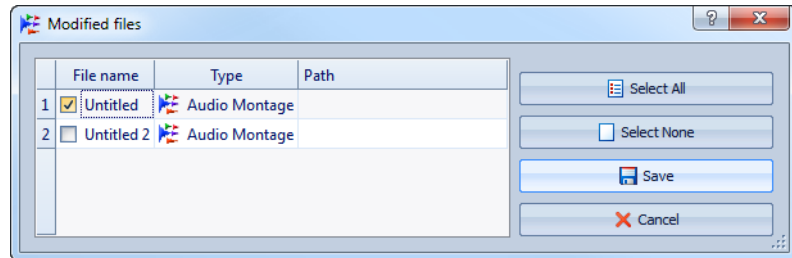 Modified files
?
X
File name Type Path
1 Untitled Audio Montage
2 Untitled 2 Audio Montage
Select All
Select None
Save
Cancel